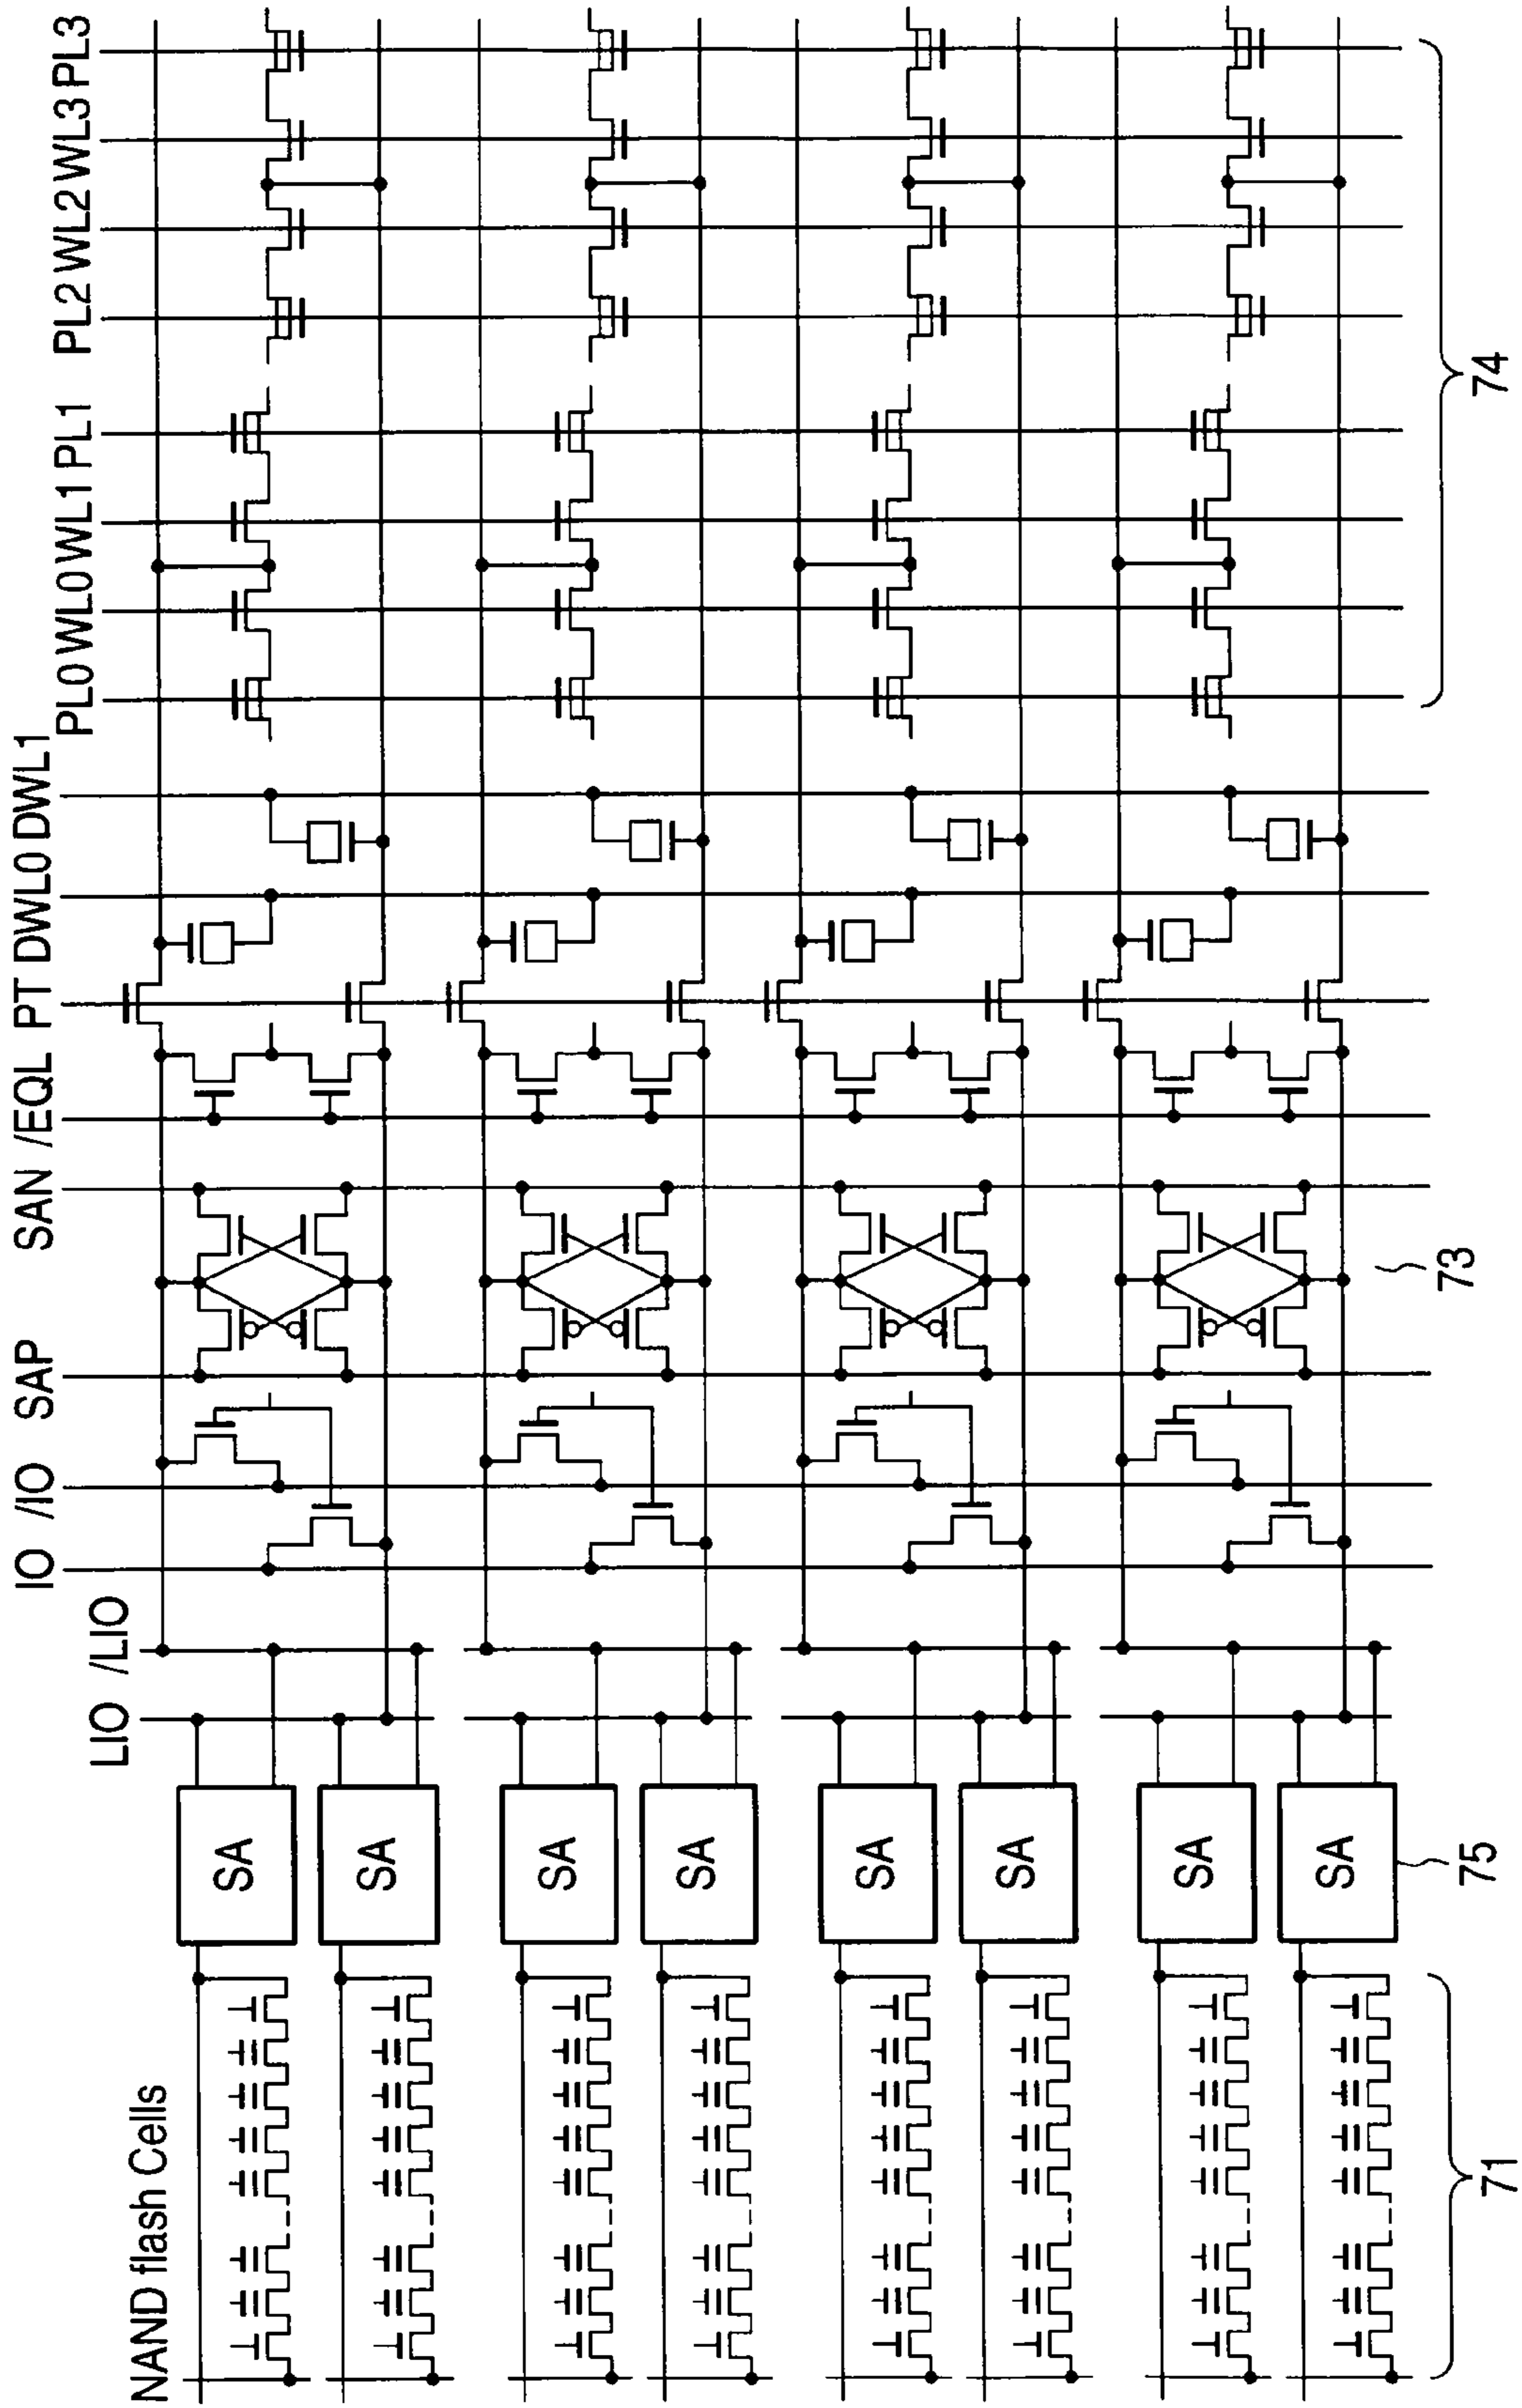 NAND flash Cells
LIO /LIO
IO /IO SAP SAN /EQL PT DWL0 DWL1
PL0 WL0 WL1 PL1 PL2 WL2 WL3 PL3
SA
SA
SA
SA
SA
SA
SA
SA
71
75
73
74